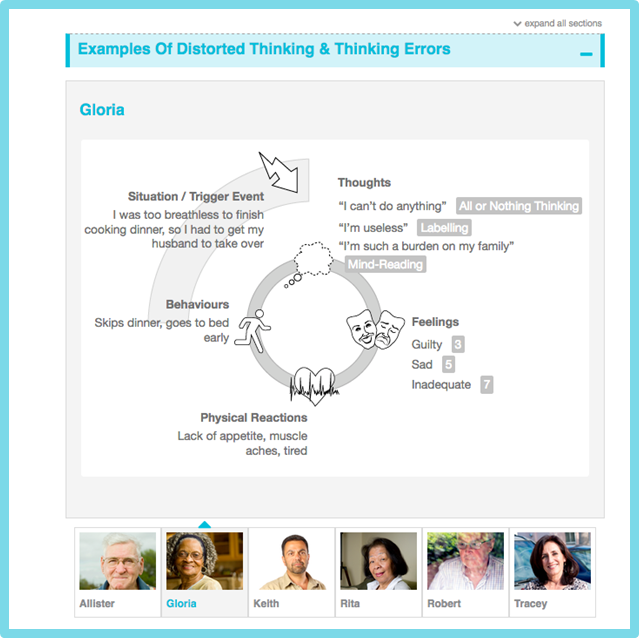 expand all sections
Examples Of Distorted Thinking & Thinking Errors
Gloria
Situation / Trigger Event
I was too breathless to finish
cooking dinner, so I had to get my
husband to take over
Thoughts
“I can’t do anything” All or Nothing Thinking
“I’m useless” Labelling
“I’m such a burden on my family”
Mind-Reading
Behaviours
Skips dinner, goes to bed
early
Feelings
Guilty 3
Sad 5
Inadequate 7
Physical Reactions
Lack of appetite, muscle
aches, tired
Allister
Gloria
Keith
Rita
Robert
Tracey